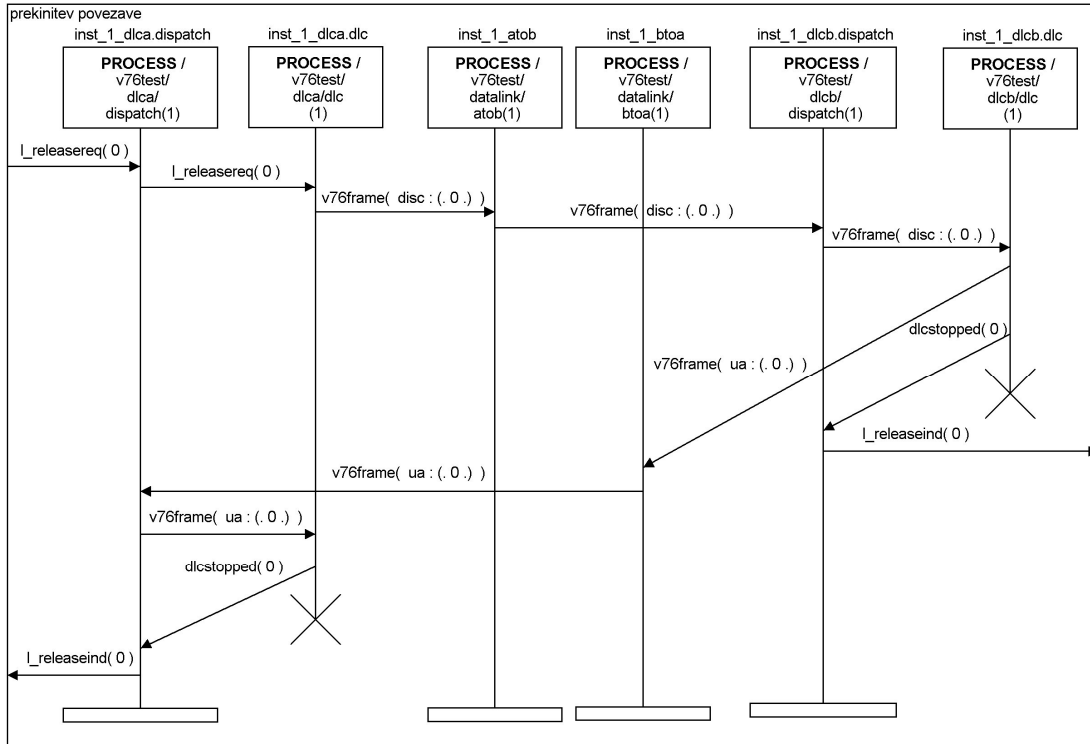 prekinitev povezave
inst_1_dlca.dispatch
inst_1_dlca.dlc
inst_1_atob
inst_1_btoa
inst_1_dlcb.dispatch
inst_1_dlcb.dlc
PROCESS /
v76test/
dlca/
dispatch(1)
PROCESS /
v76test/
dlca/dlc
(1)
PROCESS /
v76test/
datalink/
atob(1)
PROCESS /
v76test/
datalink/
btoa(1)
PROCESS /
v76test/
dlcb/
dispatch(1)
PROCESS /
v76test/
dlcb/dlc
(1)
l_releasereq( 0 )
l_releasereq( 0 )
v76frame( disc : (. 0 .) )
v76frame( disc : (. 0 .) )
v76frame( disc : (. 0 .) )
dlcstopped( 0 )
v76frame( ua : (. 0 .) )
l_releaseind( 0 )
v76frame( ua : (. 0 .) )
v76frame( ua : (. 0 .) )
dlcstopped( 0 )
l_releaseind( 0 )